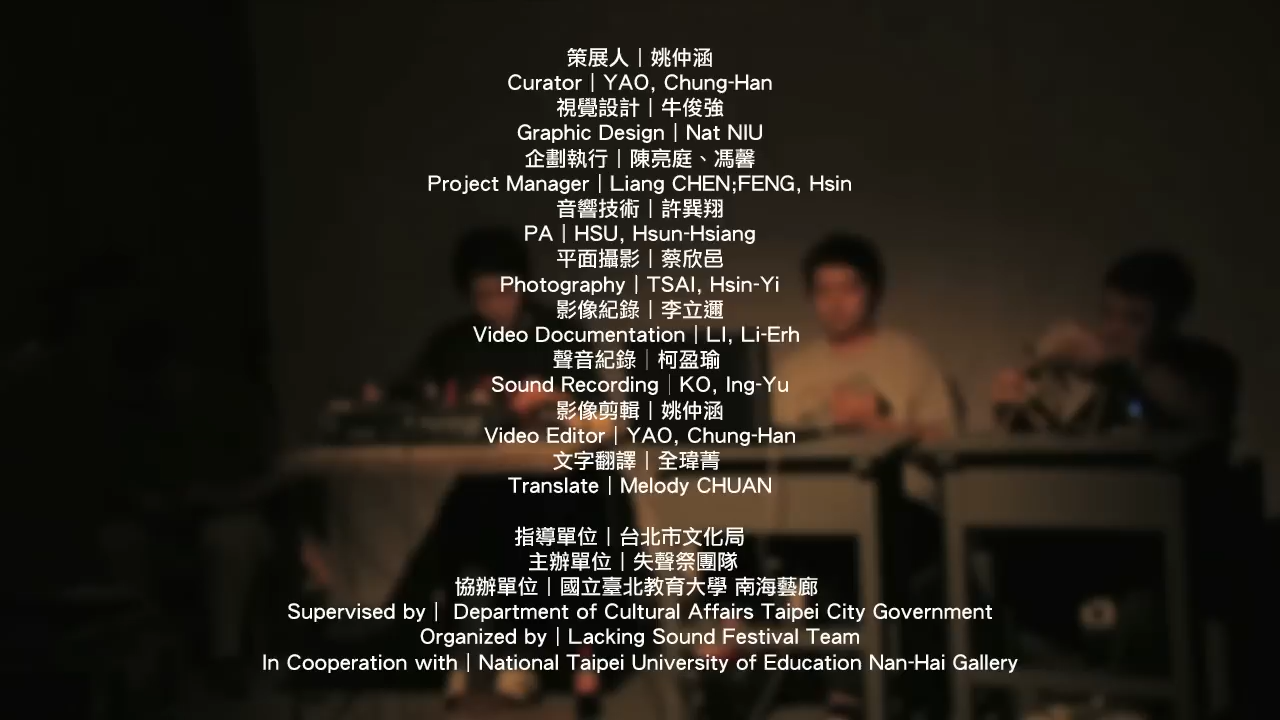 策展人｜姚仲涵
Curator｜YAO, Chung-Han
視覺設計｜牛俊強
Graphic Design｜Nat NIU
企劃執行｜陳亮庭、馮馨
Project Manager｜Liang CHEN;FENG, Hsin
音響技術｜許巽翔
PA｜HSU, Hsun-Hsiang
平面攝影｜蔡欣邑
Photography｜TSAI, Hsin-Yi
影像紀錄｜李立邇
Video Documentation｜LI, Li-Erh
聲音紀錄│柯盈瑜
Sound Recording│KO, Ing-Yu
影像剪輯｜姚仲涵
Video Editor｜YAO, Chung-Han
文字翻譯｜全瑋菁
Translate｜Melody CHUAN
指導單位｜台北市文化局
主辦單位｜失聲祭團隊
協辦單位｜國立臺北教育大學 南海藝廊
Supervised by｜ Department of Cultural Affairs Taipei City Government
Organized by｜Lacking Sound Festival Team
In Cooperation with｜National Taipei University of Education Nan-Hai Gallery